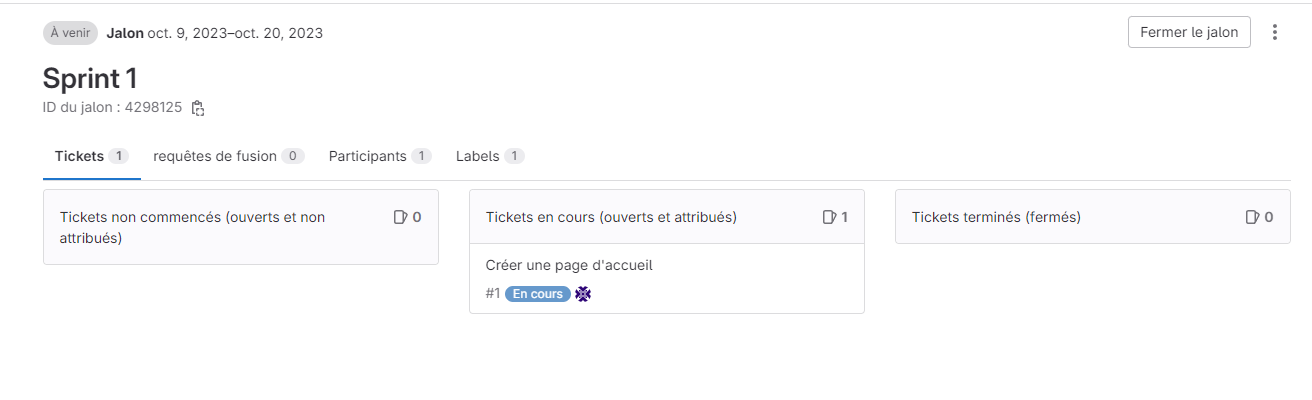 À venir Jalon oct. 9, 2023–oct. 20, 2023
Fermer le jalon
Sprint 1
ID du jalon : 4298125
Tickets 1 requêtes de fusion 0 Participants 1 Labels 1
Tickets non commencés (ouverts et non
attribués)
0
Tickets en cours (ouverts et attribués) 1
Créer une page d'accueil
#1 En cours
Tickets terminés (fermés) 0